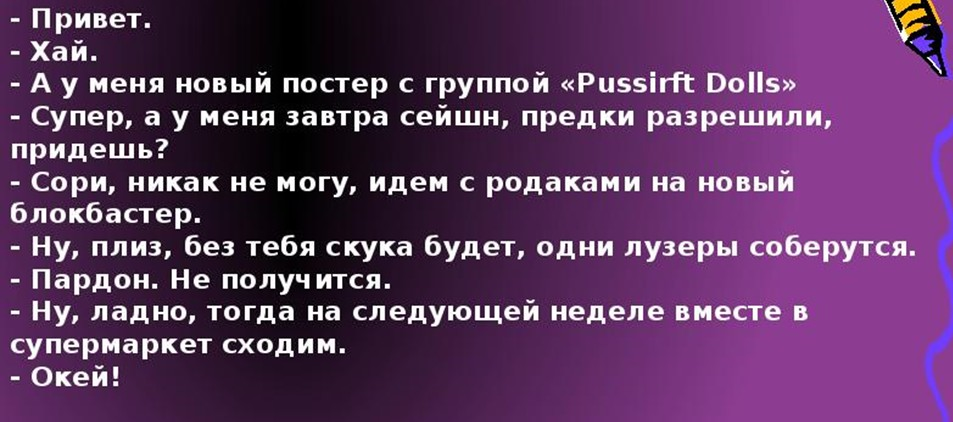 - Привет.
- Хай.
- А у меня новый постер с группой «Pussirft Dolls»
- Супер, а у меня завтра сейшн, предки разрешили,
придешь?
- Сори, никак не могу, идем с родаками на новый
блокбастер.
- Ну, плиз, без тебя скука будет, одни лузеры соберутся.
- Пардон. Не получится.
- Ну, ладно, тогда на следующей неделе вместе в
супермаркет сходим.
- Окей!